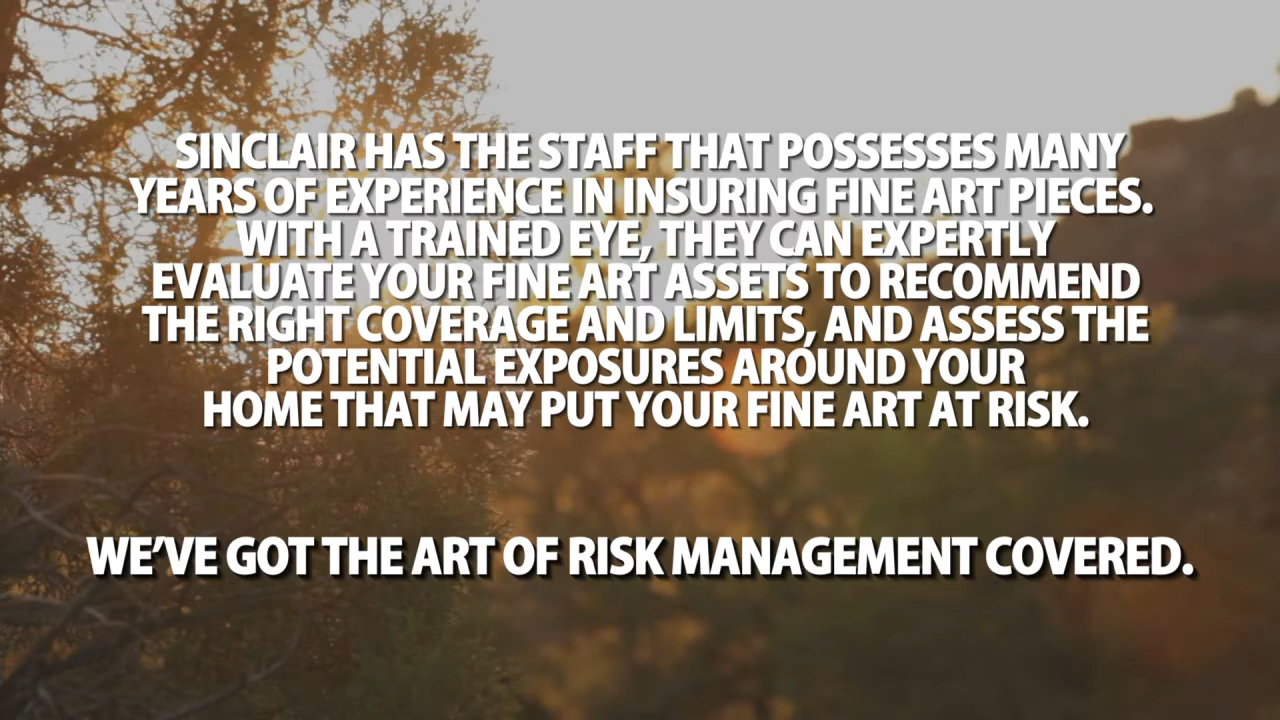 SINCLAIR HAS THE STAFF THAT POSSESSES MANY
YEARS OF EXPERIENCE IN INSURING FINE ART PIECES.
WITH A TRAINED EYE, THEY CAN EXPERTLY
EVALUATE YOUR FINE ART ASSETS TO RECOMMEND
THE RIGHT COVERAGE AND LIMITS, AND ASSESS THE
POTENTIAL EXPOSURES AROUND YOUR
HOME THAT MAY PUT YOUR FINE ART AT RISK.
WE’VE GOT THE ART OF RISK MANAGEMENT COVERED.